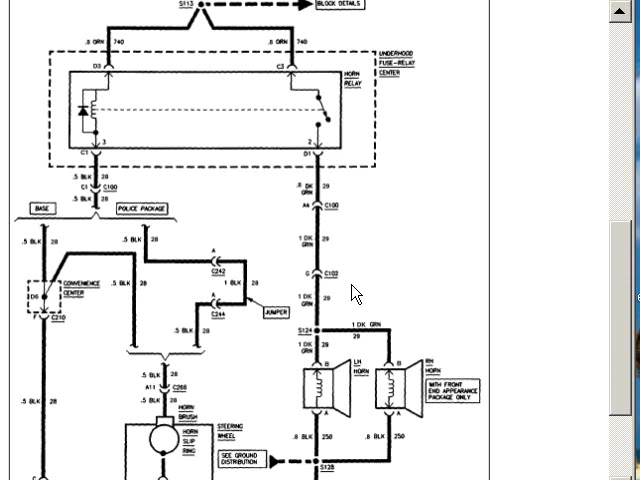 S113
BLOCK DETAILS
.8 ORN 740
.8 ORN 740
UNDERHOOD
FUSE-RELAY
CENTER
D3
C3
HORN
RELAY
3
2
C1
D1
.5 BLK 28
C1 C100
.5 BLK 28
.8 DK
GRN 29
A6 C100
BASE
POLICE PACKAGE
.5 BLK 28
.5 BLK 28
1 DK
GRN 29
A
C242
G C102
CONVENIENCE
CENTER
D6
.5 BLK 28
1 BLK 28
1 DK
GRN 29
A
C244
JUMPER
F C210
.5 BLK 28
S124
1 DK GRN
29
1 DK
GRN 29
B
LH
HORN
B
RH
HORN
.5 BLK 28
A11 C266
.5 BLK 28
.5 BLK 28
WITH FRONT
END APPEARANCE
PACKAGE ONLY
HORN
BRUSH
A
A
HORN
SLIP
RING
STEERING
WHEEL
.8 BLK 250
.8 BLK 250
SEE GROUND
DISTRIBUTION
S128